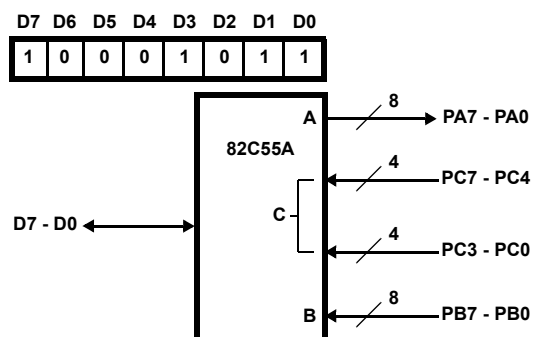 D7 D6 D5 D4 D3 D2 D1 D0
1 0 0 0 1 0 1 1
A 8 PA7 - PA0
82C55A
4 PC7 - PC4
C
D7 - D0
4 PC3 - PC0
B 8 PB7 - PB0